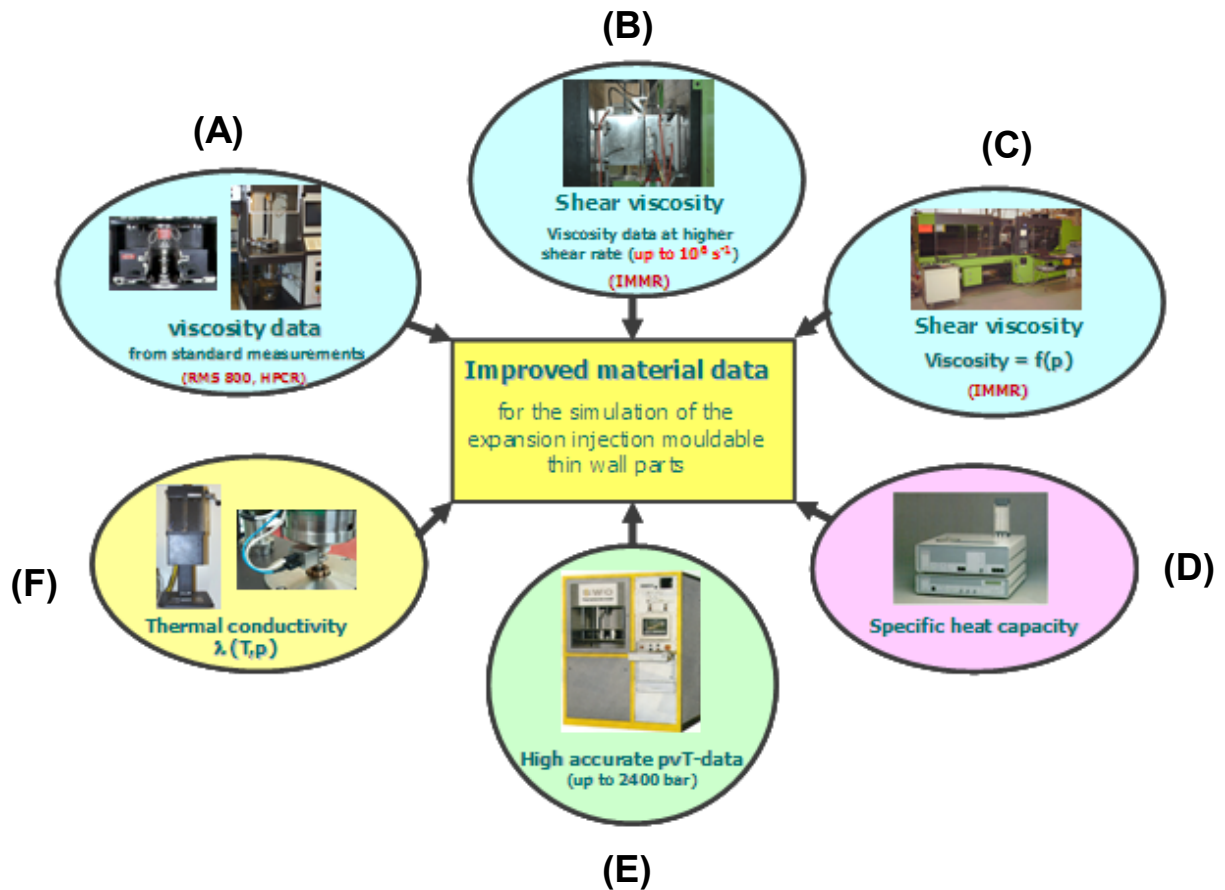 (B)
(A)
(C)
Shear viscosity
Viscosity data at higher
shear rate (up to 10⁶ s⁻¹)
(IMMR)
viscosity data
from standard measurements
(RMS 800, HPCR)
Shear viscosity
Viscosity = f(p)
(IMMR)
Improved material data
for the simulation of the
expansion injection mouldable
thin wall parts
(F)
Thermal conductivity
λ (T,p)
(D)
Specific heat capacity
SWO
High accurate pvT-data
(up to 2400 bar)
(E)